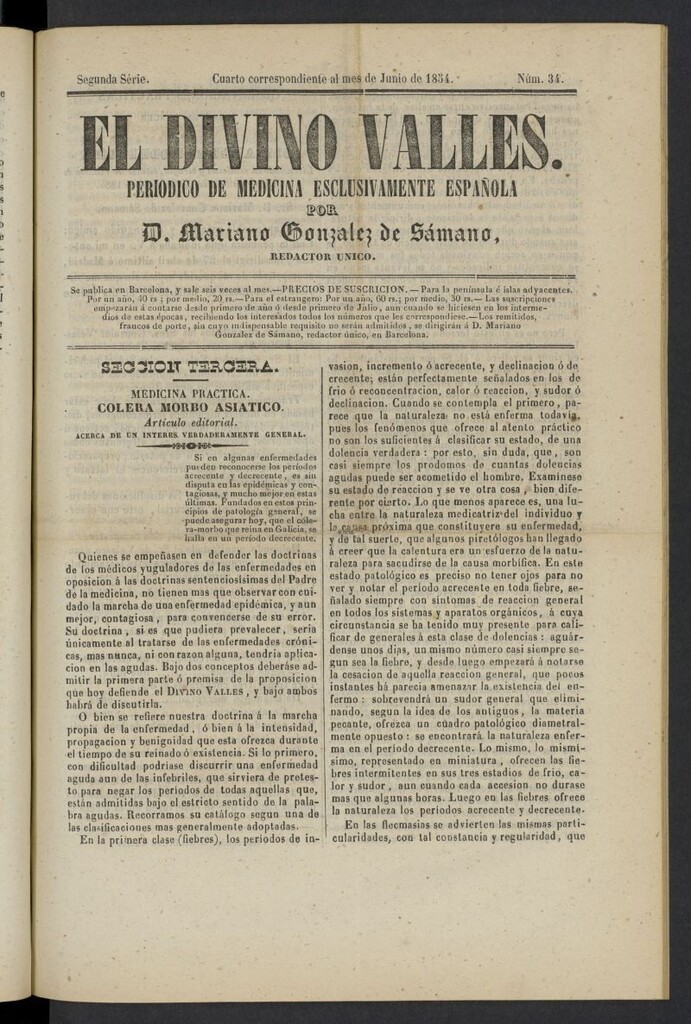 Segunda Série. Cuarto correspondiente al mes de Junio de 1854. Núm. 34.
EL DIVINO VALLES.
PERIODICO DE MEDICINA ESCLUSIVAMENTE ESPAÑOLA
POR
D. Mariano Gonzalez de Sámano,
REDACTOR UNICO.
Se publica en Barcelona, y sale seis veces al mes.—PRECIOS DE SUSCRICION.—Para la península é islas adyacentes.
Por un año, 40 rs ; por medio, 20 rs.—Para el estrangero: Por un año, 60 rs.; por medio, 30 rs.— Las suscripciones
empezarán á contarse desde primero de año ó desde primero de Julio, aun cuando se hiciesen en los interme-
dios de estas épocas, recibiendo los interesados todos los números que les correspondiese.—Los remitidos,
francos de porte, sin cuyo indispensable requisito no serán admitidos, se dirigirán á D. Mariano
Gonzalez de Sámano, redactor único, en Barcelona.
SECCION TERCERA.
MEDICINA PRACTICA.
COLERA MORBO ASIATICO.
Artículo editorial.
ACERCA DE UN INTERES VERDADERAMENTE GENERAL.
Si en algunas enfermedades
pueden reconocerse los períodos
acrecente y decrecente, es sin
disputa en las epidémicas y con-
tagiosas, y mucho mejor en estas
últimas. Fundados en estos prin-
cipios de patología general, se
puede asegurar hoy, que el cóle-
ra-morbo que reina en Galicia, se
halla en un período decrecente.
Quienes se empeñasen en defender las doctrinas
de los médicos yuguladores de las enfermedades en
oposicion á las doctrinas sentenciosísimas del Padre
de la medicina, no tienen mas que observar con cui-
dado la marcha de una enfermedad epidémica, y aun
mejor, contagiosa, para convencerse de su error.
Su doctrina, si es que pudiera prevalecer, seria
únicamente al tratarse de las enfermedades cróni-
cas, mas nunca, ni con razon alguna, tendria aplica-
cion en las agudas. Bajo dos conceptos deberáse ad-
mitir la primera parte ó premisa de la proposicion
que hoy defiende el DIVINO VALLES, y bajo ambos
habrá de discutirla.
O bien se refiere nuestra doctrina á la marcha
propia de la enfermedad, ó bien á la intensidad,
propagacion y benignidad que esta ofrezca durante
el tiempo de su reinado ó existencia. Si lo primero,
con dificultad podriase discurrir una enfermedad
aguda aun de las infebriles, que sirviera de pretes-
to para negar los periodos de todas aquellas que,
están admitidas bajo el estricto sentido de la pala-
bra agudas. Recorramos su catálogo segun una de
las clasificaciones mas generalmente adoptadas.
En la primera clase (fiebres), los periodos de in-
vasion, incremento ó acrecente, y declinacion ó de
crecente; están perfectamente señalados en los de
frio ó reconcentracion, calor ó reaccion, y sudor ó
declinacion. Cuando se contempla el primero, pa-
rece que la naturaleza no está enferma todavia,
pues los fenómenos que ofrece al atento práctico
no son los suficientes á clasificar su estado, de una
dolencia verdadera : por esto, sin duda, que, son
casi siempre los prodomos de cuantas dolencias
agudas puede ser acometido el hombre. Examínese
su estado de reaccion y se ve otra cosa, bien dife-
rente por cierto. Lo que menos aparece es, una lu-
cha entre la naturaleza medicatriz del individuo y
la causa próxima que constituyere su enfermedad,
y de tal suerte, que algunos piretólogos han llegado
á creer que la calentura era un esfuerzo de la natu-
raleza para sacudirse de la causa morbífica. En este
estado patológico es preciso no tener ojos para no
ver y notar el período acrecente en toda fiebre, se-
ñalado siempre con síntomas de reaccion general
en todos los sistemas y aparatos orgánicos, á cuya
circunstancia se ha tenido muy presente para cali-
ficar de generales á esta clase de dolencias : aguár-
dense unos dias, un mismo número casi siempre se-
gun sea la fiebre, y desde luego empezará á notarse
la cesacion de aquella reaccion general, que pocos
instantes há parecia amenazar la existencia del en-
fermo : sobrevendrá un sudor general que elimi-
nando, segun la idea de los antiguos, la materia
pecante, ofrezca un cuadro patológico diametral-
mente opuesto : se encontrará la naturaleza enfer-
ma en el período decrecente. Lo mismo, lo mismí-
simo, representado en miniatura, ofrecen las fie-
bres intermitentes en sus tres estadios de frio, ca-
lor y sudor, aun cuando cada accesion no durase
mas que algunas horas. Luego en las fiebres ofrece
la naturaleza los periodos acrecente y decrecente.
En las flecmasias se advierten las mismas parti-
cularidades, con tal constancia y regularidad, que